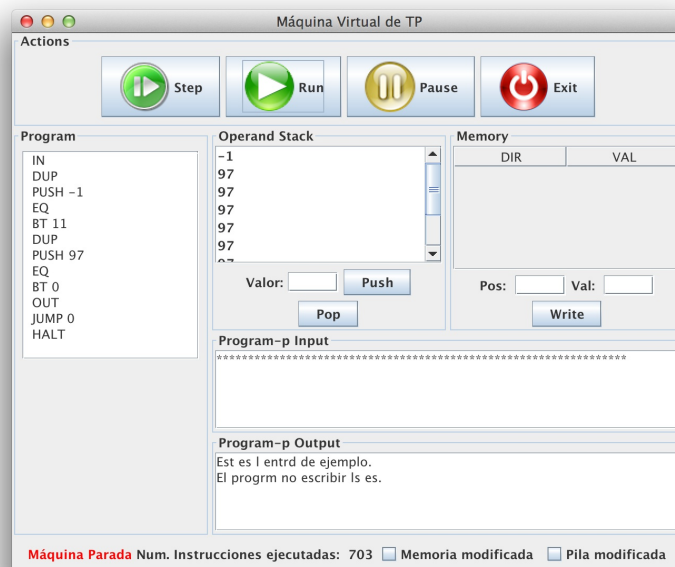 Máquina Virtual de TP
Actions
Step Run Pause Exit
Program
IN
DUP
PUSH -1
EQ
BT 11
DUP
PUSH 97
EQ
BT 0
OUT
JUMP 0
HALT
Operand Stack
-1
97
97
97
97
97
97
Valor: Push
Pop
Memory
DIR VAL
Pos: Val:
Write
Program-p Input
*****************************************************************
Program-p Output
Est es l entrd de ejemplo.
El progrm no escribir ls es.
Máquina Parada Num. Instrucciones ejecutadas: 703 Memoria modificada Pila modificada